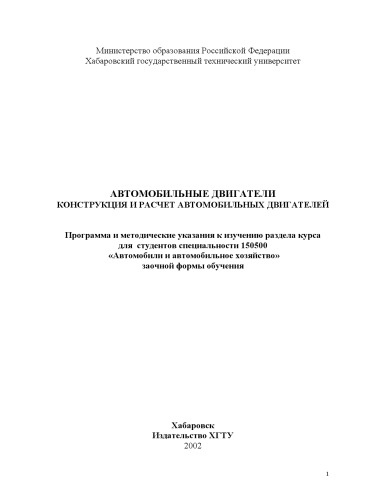 Министерство образования Российской Федерации
Хабаровский государственный технический университет
АВТОМОБИЛЬНЫЕ ДВИГАТЕЛИ
КОНСТРУКЦИЯ И РАСЧЕТ АВТОМОБИЛЬНЫХ ДВИГАТЕЛЕЙ
Программа и методические указания к изучению раздела курса
для студентов специальности 150500
«Автомобили и автомобильное хозяйство»
заочной формы обучения
Хабаровск
Издательство ХГТУ
2002
1